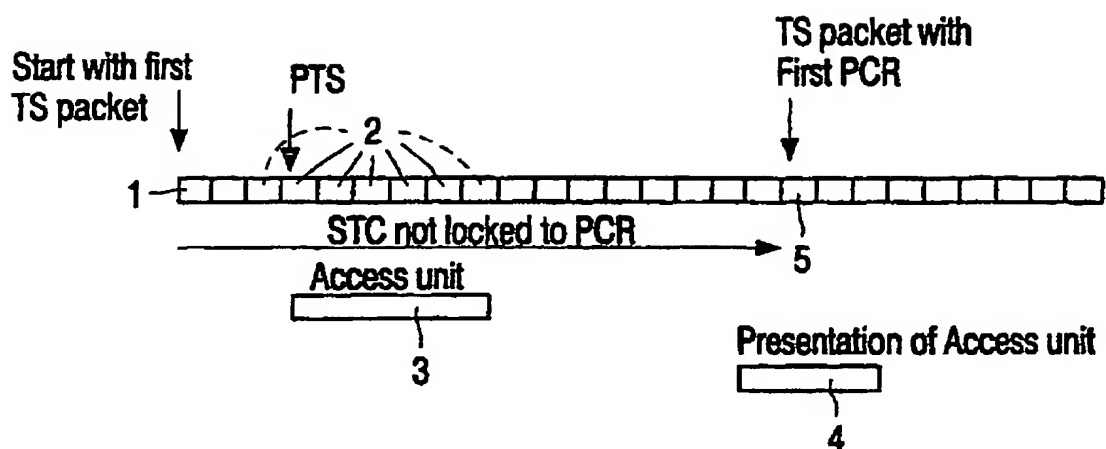 Start with first
TS packet
PTS
TS packet with
First PCR
2
1
STC not locked to PCR
5
Access unit
3
Presentation of Access unit
4